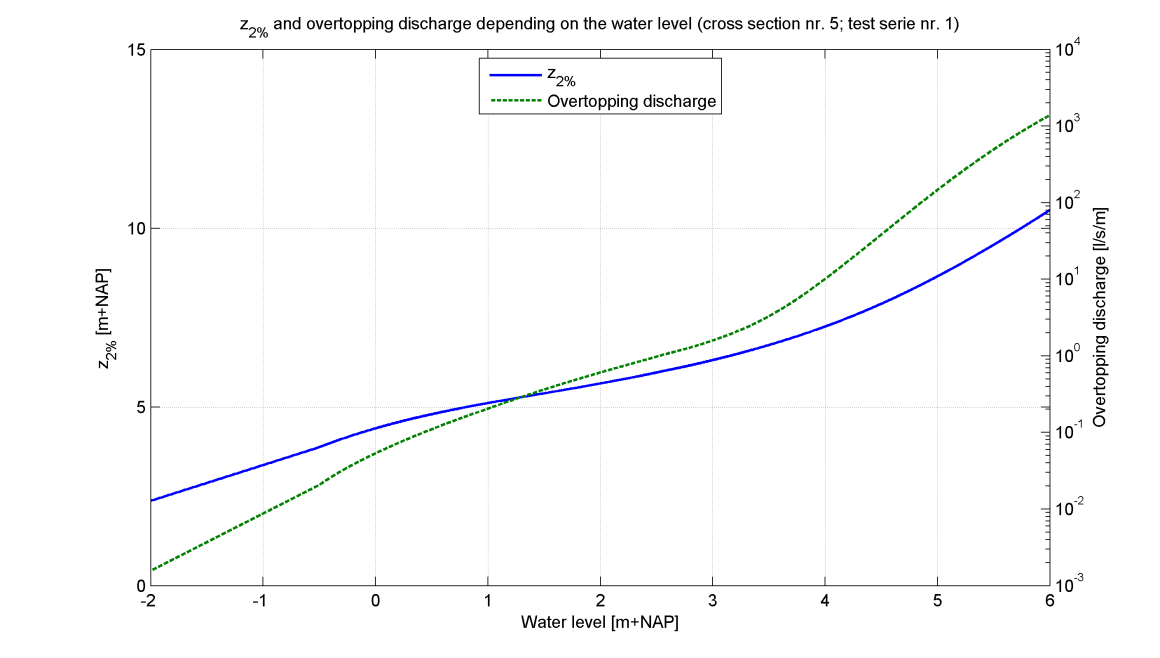 z2% and overtopping discharge depending on the water level (cross section nr. 5; test serie nr. 1)
z2%
Overtopping discharge
15
10
5
0
z2% [m+NAP]
10^4
10^3
10^2
10^1
10^0
10^-1
10^-2
10^-3
Overtopping discharge [l/s/m]
-2 -1 0 1 2 3 4 5 6
Water level [m+NAP]